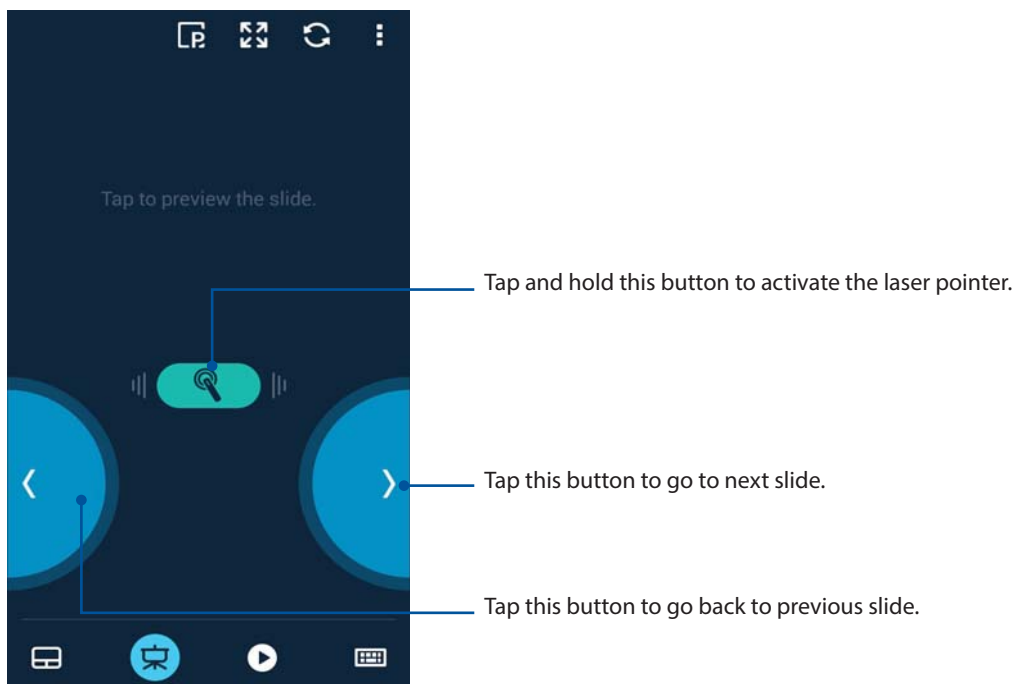 P
Tap to preview the slide.
Tap and hold this button to activate the laser pointer.
Tap this button to go to next slide.
Tap this button to go back to previous slide.